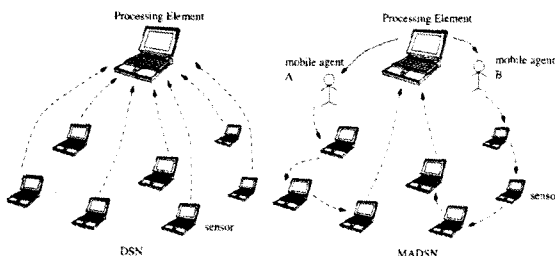 Processing Element
sensor
DSN
Processing Element
mobile agent
A
mobile agent
B
sensor
MADSN